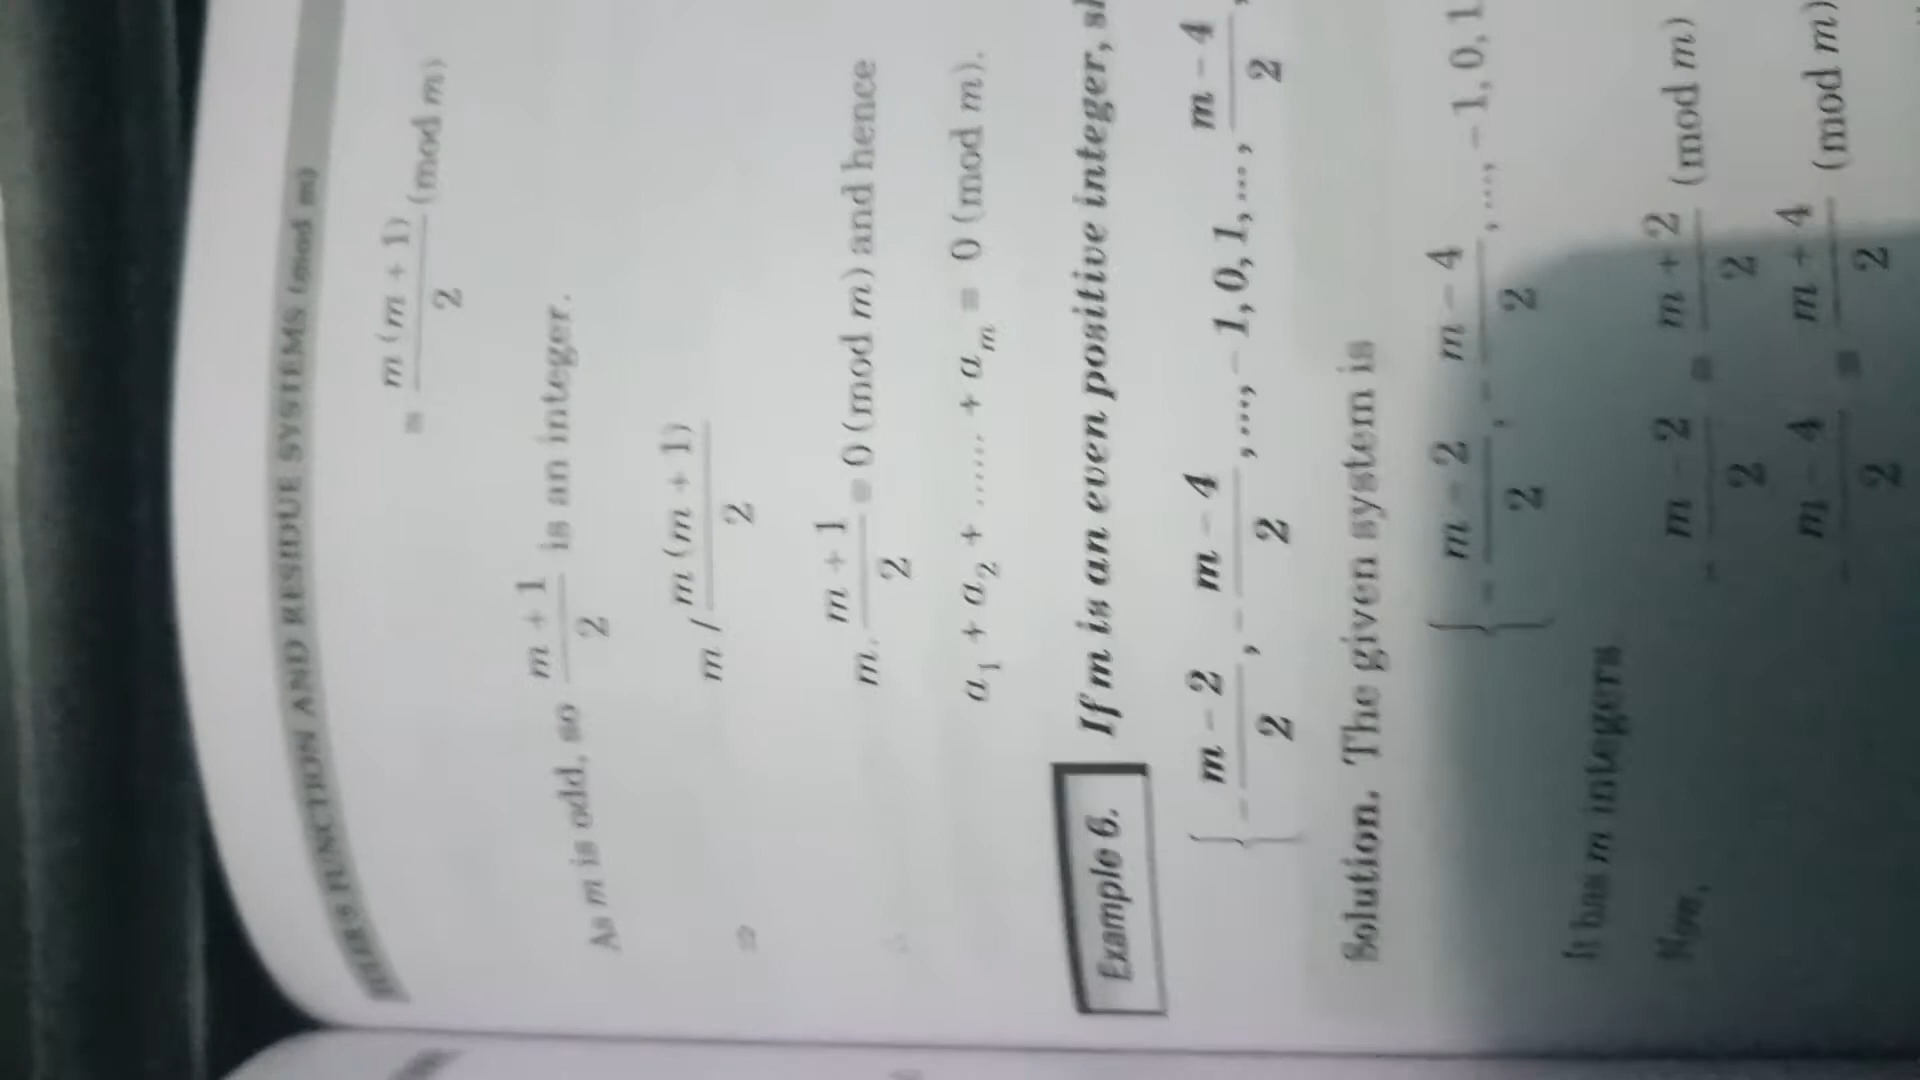 FUNCTION AND RESIDUE SYSTEMS (mod m)
≡ m (m + 1) / 2 (mod m)
As m is odd, so m + 1 / 2 is an integer.
⇒ m / m (m + 1) / 2
m . m + 1 / 2 ≡ 0 (mod m) and hence
a₁ + a₂ + ...... + aₘ ≡ 0 (mod m).
Example 6. If m is an even positive integer,
{ - m - 2 / 2 , - m - 4 / 2 , ..., - 1, 0, 1, ..., m - 4 / 2 ,
Solution. The given system is
{ - m - 2 / 2 , - m - 4 / 2 , ..., - 1, 0, 1
It has m integers
Now,
- m - 2 / 2 ≡ m + 2 / 2 (mod m)
- m - 4 / 2 ≡ m + 4 / 2 (mod m)